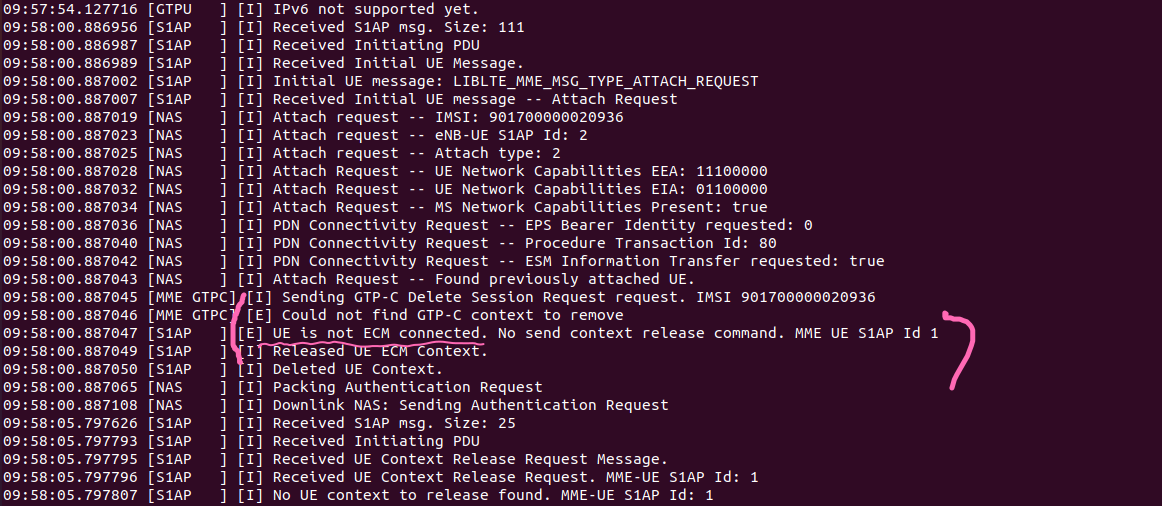 09:57:54.127716 [GTPU   ] [I] IPv6 not supported yet.
09:58:00.886956 [S1AP   ] [I] Received S1AP msg. Size: 111
09:58:00.886987 [S1AP   ] [I] Received Initiating PDU
09:58:00.886989 [S1AP   ] [I] Received Initial UE Message.
09:58:00.887002 [S1AP   ] [I] Initial UE message: LIBLTE_MME_MSG_TYPE_ATTACH_REQUEST
09:58:00.887007 [S1AP   ] [I] Received Initial UE message -- Attach Request
09:58:00.887019 [NAS    ] [I] Attach request -- IMSI: 901700000020936
09:58:00.887023 [NAS    ] [I] Attach request -- eNB-UE S1AP Id: 2
09:58:00.887025 [NAS    ] [I] Attach request -- Attach type: 2
09:58:00.887028 [NAS    ] [I] Attach Request -- UE Network Capabilities EEA: 11100000
09:58:00.887032 [NAS    ] [I] Attach Request -- UE Network Capabilities EIA: 01100000
09:58:00.887034 [NAS    ] [I] Attach Request -- MS Network Capabilities Present: true
09:58:00.887036 [NAS    ] [I] PDN Connectivity Request -- EPS Bearer Identity requested: 0
09:58:00.887040 [NAS    ] [I] PDN Connectivity Request -- Procedure Transaction Id: 80
09:58:00.887042 [NAS    ] [I] PDN Connectivity Request -- ESM Information Transfer requested: true
09:58:00.887043 [NAS    ] [I] Attach Request -- Found previously attached UE.
09:58:00.887045 [MME GTPC] [I] Sending GTP-C Delete Session Request request. IMSI 901700000020936
09:58:00.887046 [MME GTPC] [E] Could not find GTP-C context to remove
09:58:00.887047 [S1AP   ] [E] UE is not ECM connected. No send context release command. MME UE S1AP Id 1
09:58:00.887049 [S1AP   ] [I] Released UE ECM Context.
09:58:00.887050 [S1AP   ] [I] Deleted UE Context.
09:58:00.887065 [NAS    ] [I] Packing Authentication Request
09:58:00.887108 [NAS    ] [I] Downlink NAS: Sending Authentication Request
09:58:05.797626 [S1AP   ] [I] Received S1AP msg. Size: 25
09:58:05.797793 [S1AP   ] [I] Received Initiating PDU
09:58:05.797795 [S1AP   ] [I] Received UE Context Release Request Message.
09:58:05.797796 [S1AP   ] [I] Received UE Context Release Request. MME-UE S1AP Id: 1
09:58:05.797807 [S1AP   ] [I] No UE context to release found. MME-UE S1AP Id: 1